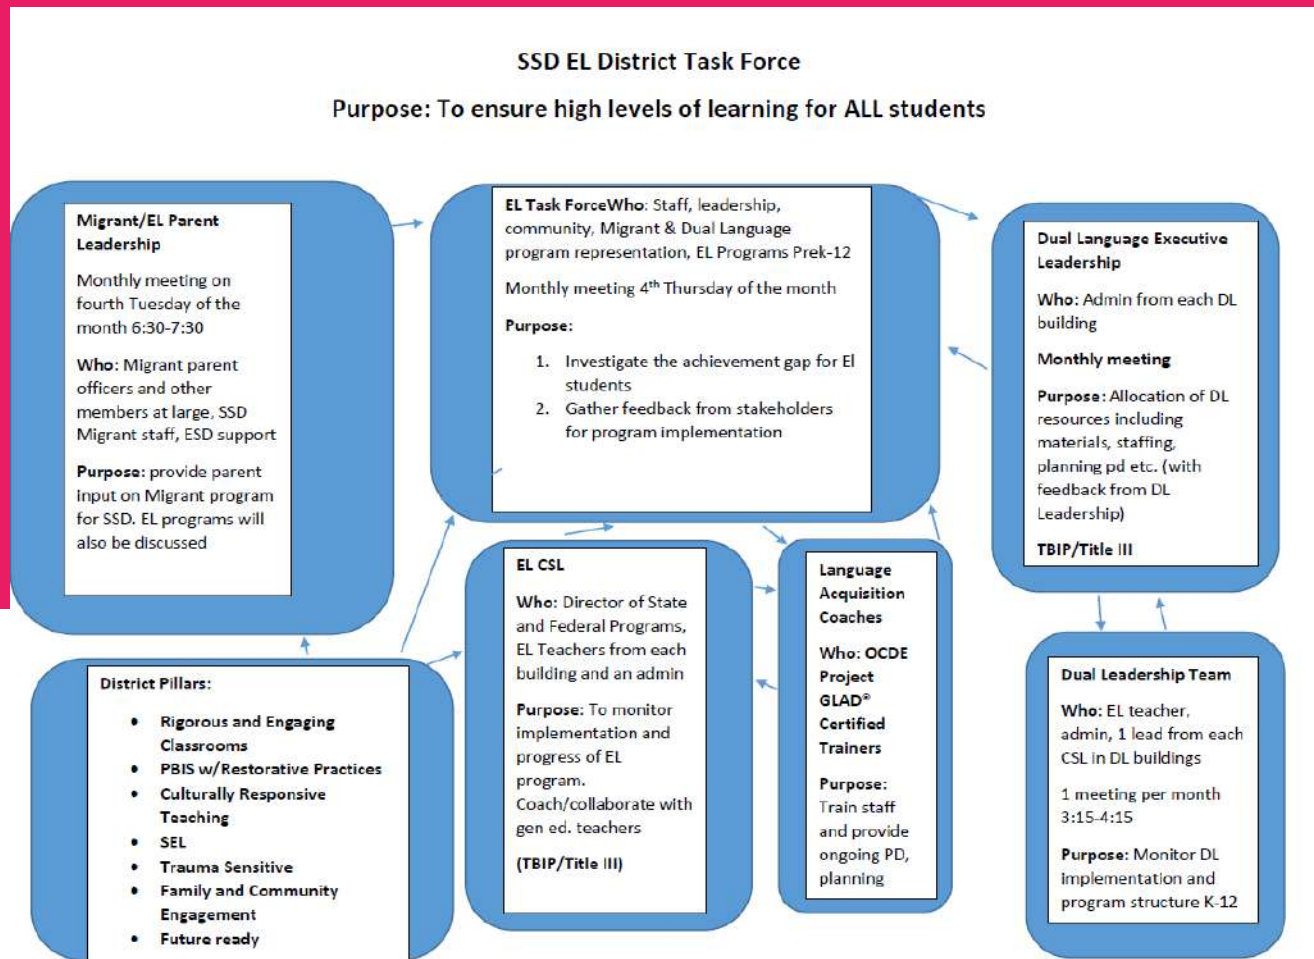 SSD EL District Task Force
Purpose: To ensure high levels of learning for ALL students
Migrant/EL Parent
Leadership
Monthly meeting on
fourth Tuesday of the
month 6:30-7:30
Who: Migrant parent
officers and other
members at large, SSD
Migrant staff, ESD support
Purpose: provide parent
input on Migrant program
for SSD. EL programs will
also be discussed
EL Task ForceWho: Staff, leadership,
community, Migrant & Dual Language
program representation, EL Programs Prek-12
Monthly meeting 4th Thursday of the month
Purpose:
1. Investigate the achievement gap for El
students
2. Gather feedback from stakeholders
for program implementation
Dual Language Executive
Leadership
Who: Admin from each DL
building
Monthly meeting
Purpose: Allocation of DL
resources including
materials, staffing,
planning pd etc. (with
feedback from DL
Leadership)
TBIP/Title III
District Pillars:
• Rigorous and Engaging
Classrooms
• PBIS w/Restorative Practices
• Culturally Responsive
Teaching
• SEL
• Trauma Sensitive
• Family and Community
Engagement
• Future ready
EL CSL
Who: Director of State
and Federal Programs,
EL Teachers from each
building and an admin
Purpose: To monitor
implementation and
progress of EL
program.
Coach/collaborate with
gen ed. teachers
(TBIP/Title III)
Language
Acquisition
Coaches
Who: OCDE
Project
GLAD®
Certified
Trainers
Purpose:
Train staff
and provide
ongoing PD,
planning
Dual Leadership Team
Who: EL teacher,
admin, 1 lead from each
CSL in DL buildings
1 meeting per month
3:15-4:15
Purpose: Monitor DL
implementation and
program structure K-12